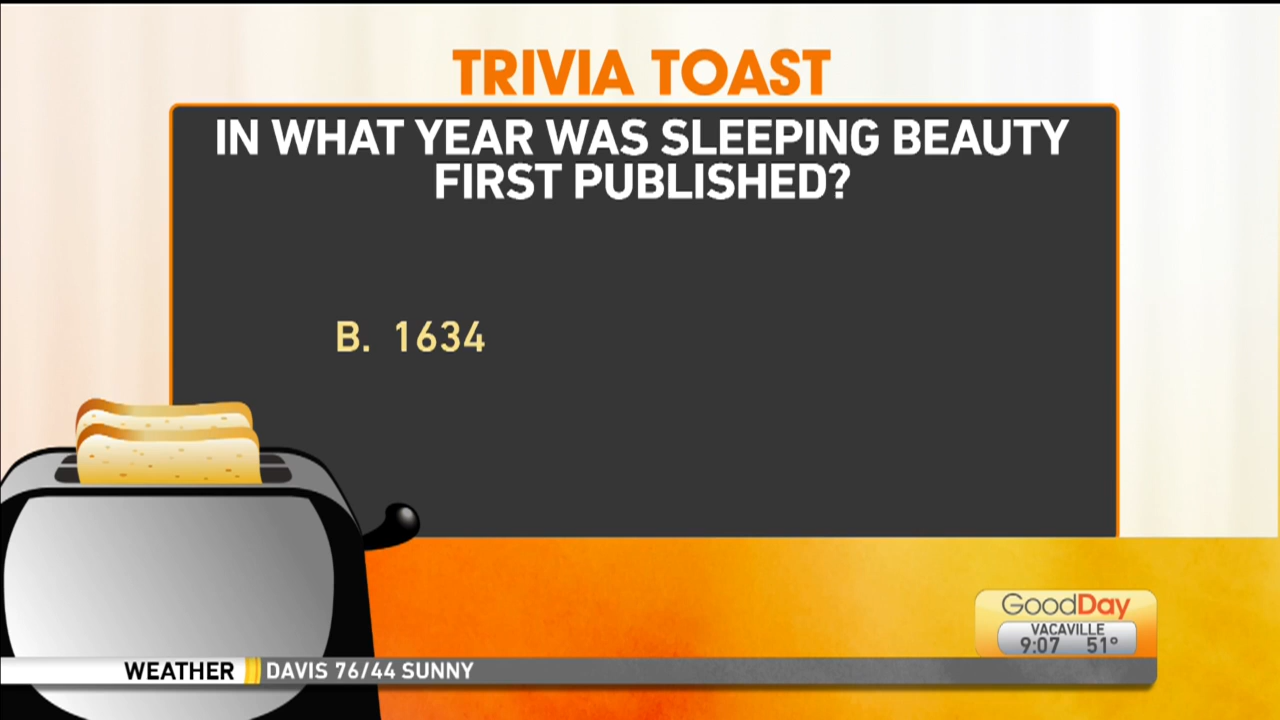 TRIVIA TOAST
IN WHAT YEAR WAS SLEEPING BEAUTY
FIRST PUBLISHED?
B. 1634
GoodDay
VACAVILLE
9:07 51°
WEATHER DAVIS 76/44 SUNNY